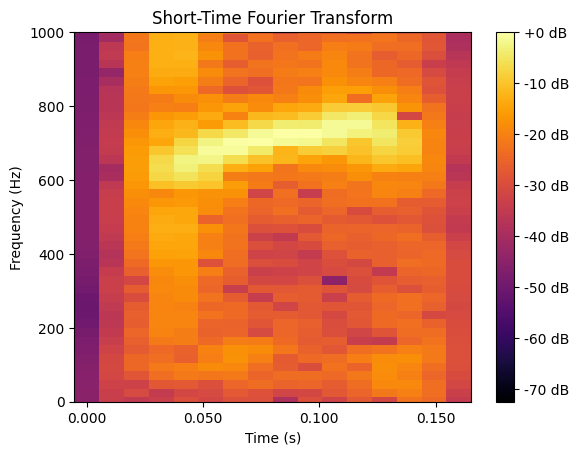 Short-Time Fourier Transform
1000
800
600
400
200
0
Frequency (Hz)
0.000
0.050
0.100
0.150
Time (s)
+0 dB
-10 dB
-20 dB
-30 dB
-40 dB
-50 dB
-60 dB
-70 dB